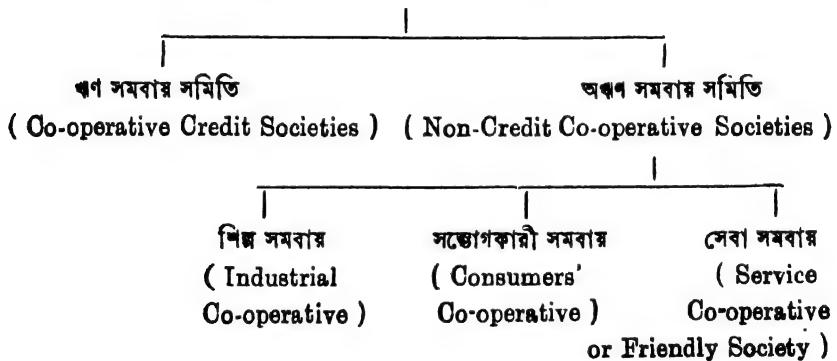 ঋণ সমবায় সমিতি অঋণ সমবায় সমিতি
( Co-operative Credit Societies ) ( Non-Credit Co-operative Societies )
শিল্প সমবায় সম্ভোগকারী সমবায় সেবা সমবায়
( Industrial ( Consumers' ( Service
Co-operative ) Co-operative ) Co-operative
or Friendly Society )